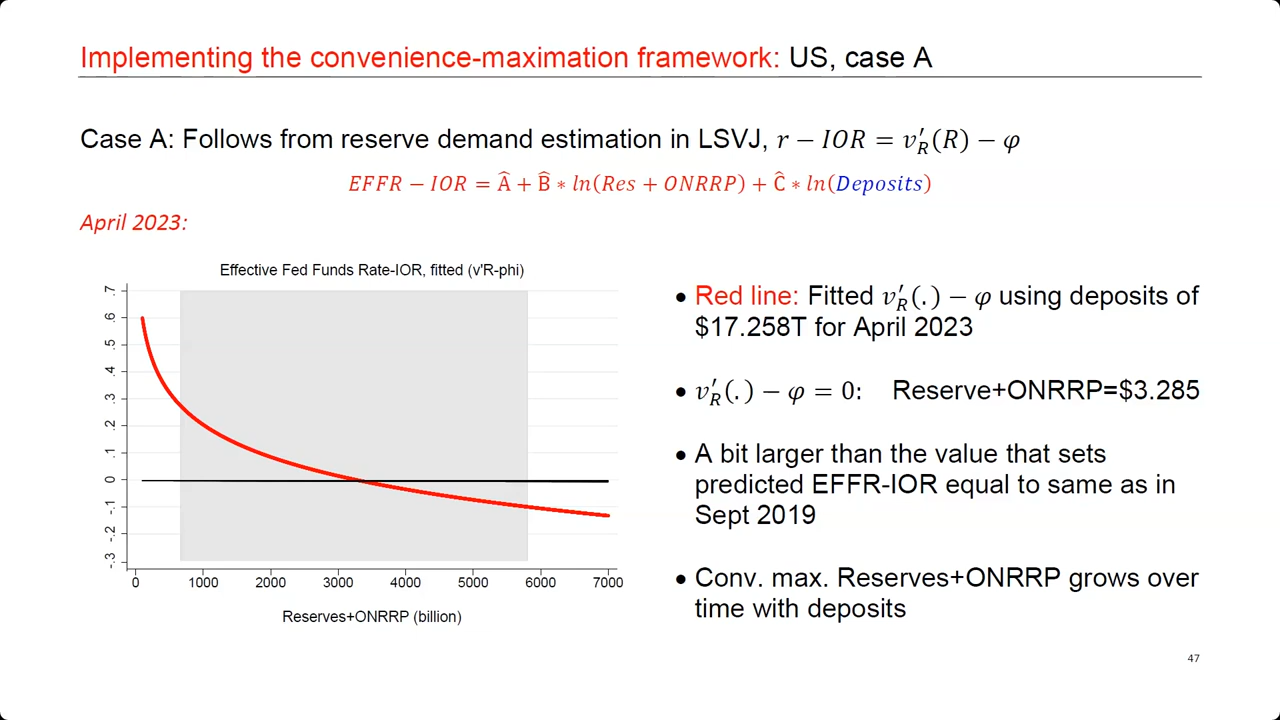 Implementing the convenience-maximation framework: US, case A
Case A: Follows from reserve demand estimation in LSVJ, r − IOR = v′_R(R) − φ
EFFR − IOR = Â + B̂ ∗ ln(Res + ONRRP) + Ĉ ∗ ln(Deposits)
April 2023:
Effective Fed Funds Rate-IOR, fitted (v'R-phi)
.7
.6
.5
.4
.3
.2
.1
0
-.1
-.2
-.3
0 1000 2000 3000 4000 5000 6000 7000
Reserves+ONRRP (billion)
• Red line: Fitted v′_R(.) − φ using deposits of
$17.258T for April 2023
• v′_R(.) − φ = 0: Reserve+ONRRP=$3.285
• A bit larger than the value that sets
predicted EFFR-IOR equal to same as in
Sept 2019
• Conv. max. Reserves+ONRRP grows over
time with deposits
47